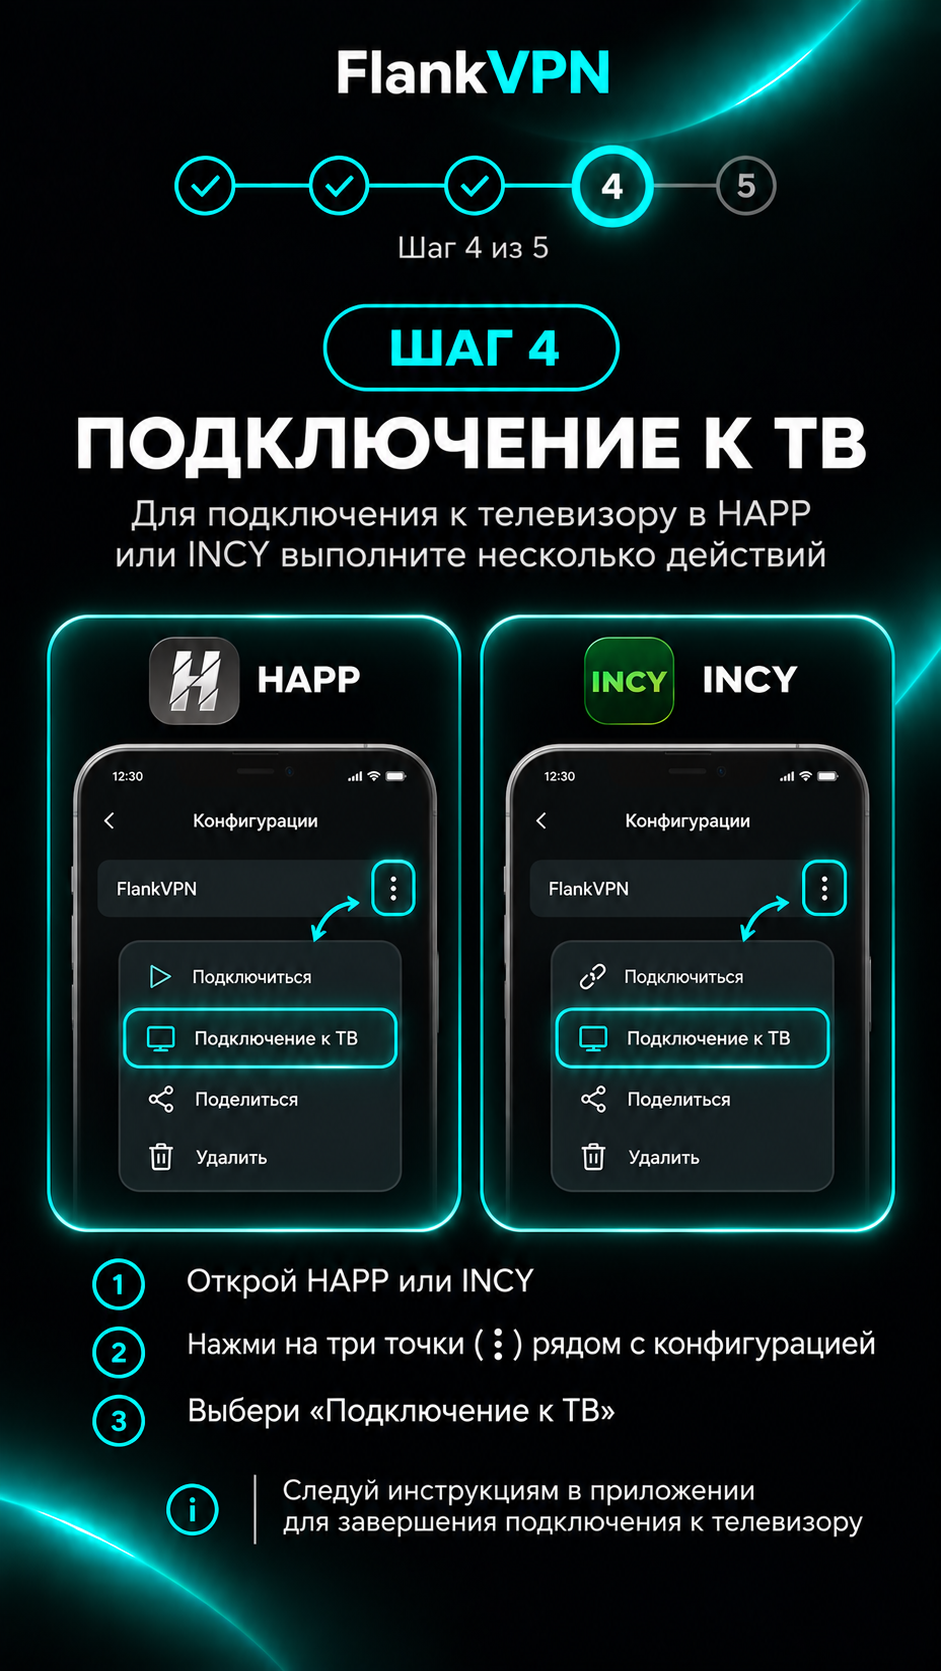 FlankVPN
4
5
Шаг 4 из 5
ШАГ 4
ПОДКЛЮЧЕНИЕ К ТВ
Для подключения к телевизору в HAPP
или INCY выполните несколько действий
H
HAPP
12:30
Конфигурации
FlankVPN
Подключиться
Подключение к ТВ
Поделиться
Удалить
INCY
INCY
12:30
Конфигурации
FlankVPN
Подключиться
Подключение к ТВ
Поделиться
Удалить
1 Открой HAPP или INCY
2 Нажми на три точки (⋮) рядом с конфигурацией
3 Выбери «Подключение к ТВ»
i
Следуй инструкциям в приложении
для завершения подключения к телевизору